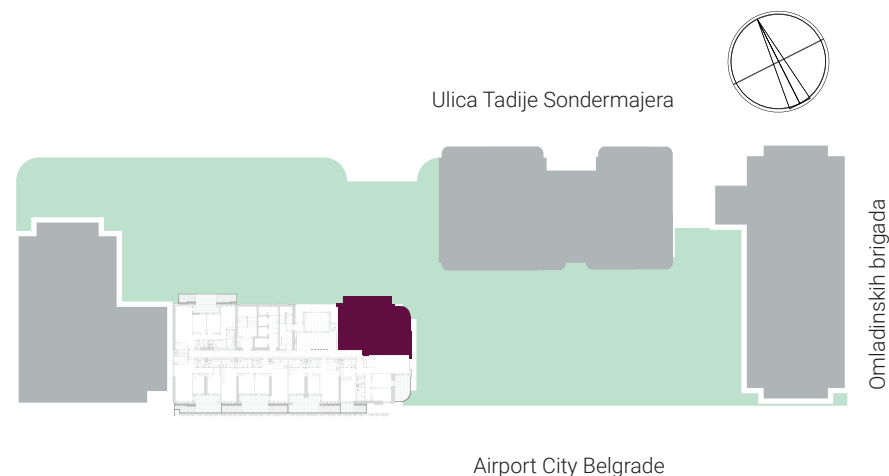 Ulica Tadije Sondermajera
Omladinskih brigada
Airport City Belgrade